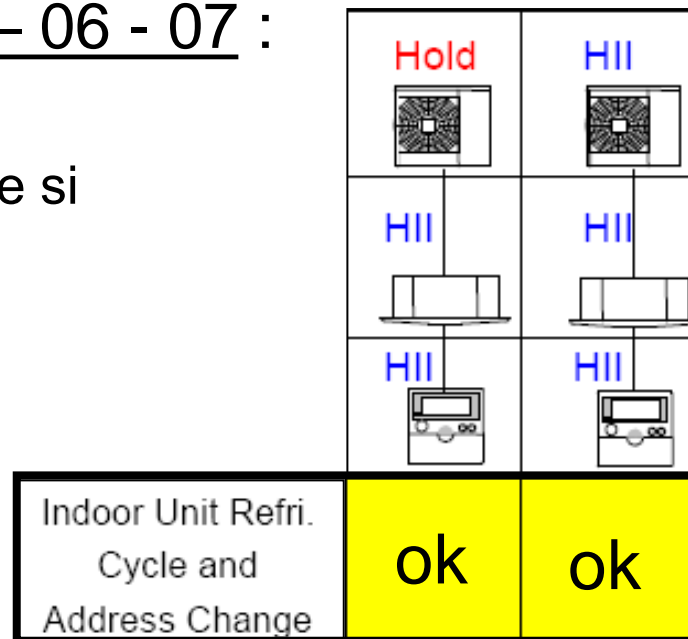 – 06 - 07 :
e si
Hold HII
HII HII
HII HII
Indoor Unit Refri.
Cycle and
Address Change
ok ok